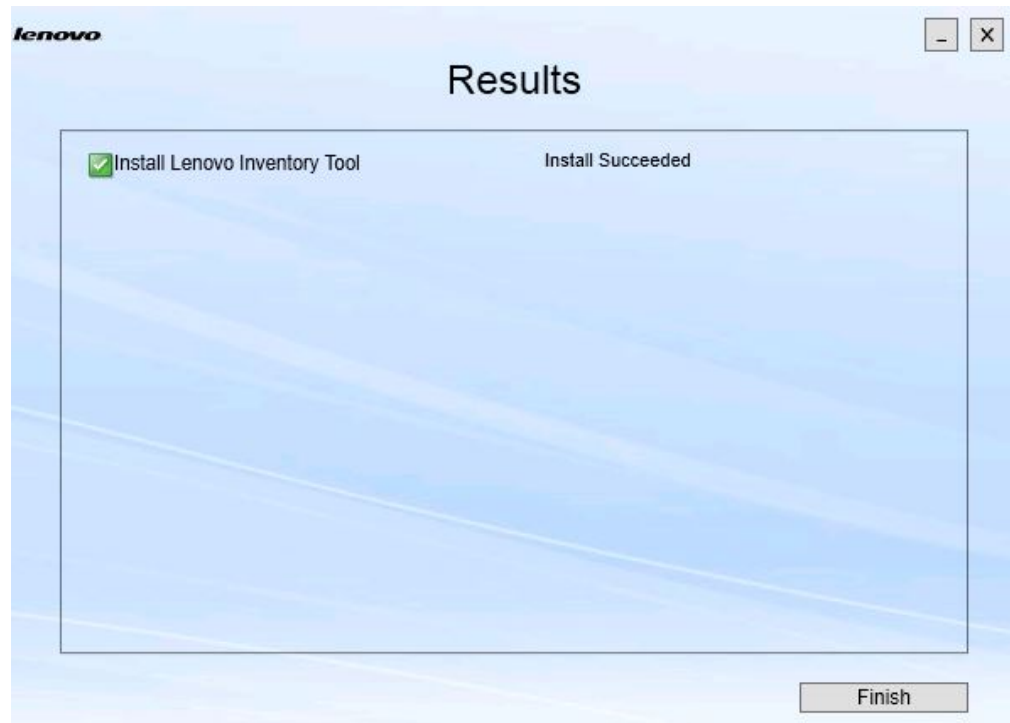 lenovo
_ X
Results
Install Lenovo Inventory Tool Install Succeeded
Finish